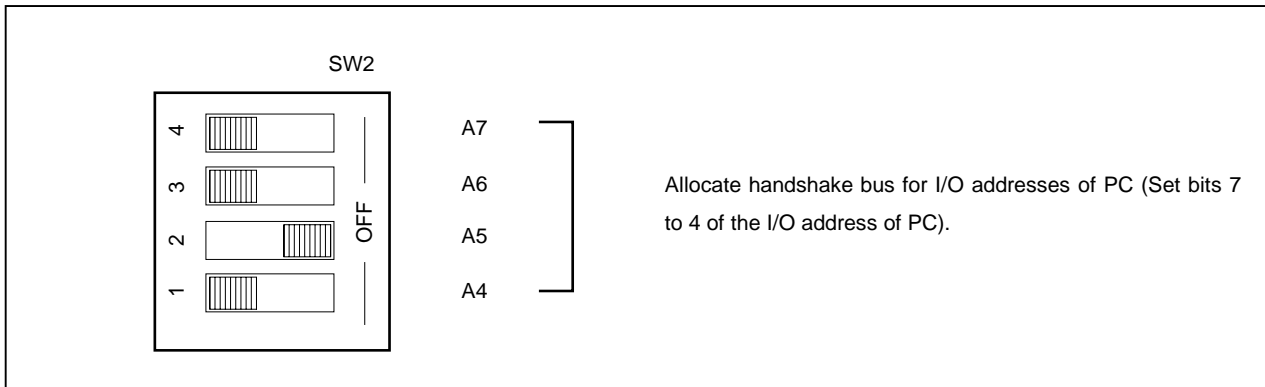 SW2
4 A7
3 A6
2 A5
1 A4
OFF
Allocate handshake bus for I/O addresses of PC (Set bits 7
to 4 of the I/O address of PC).